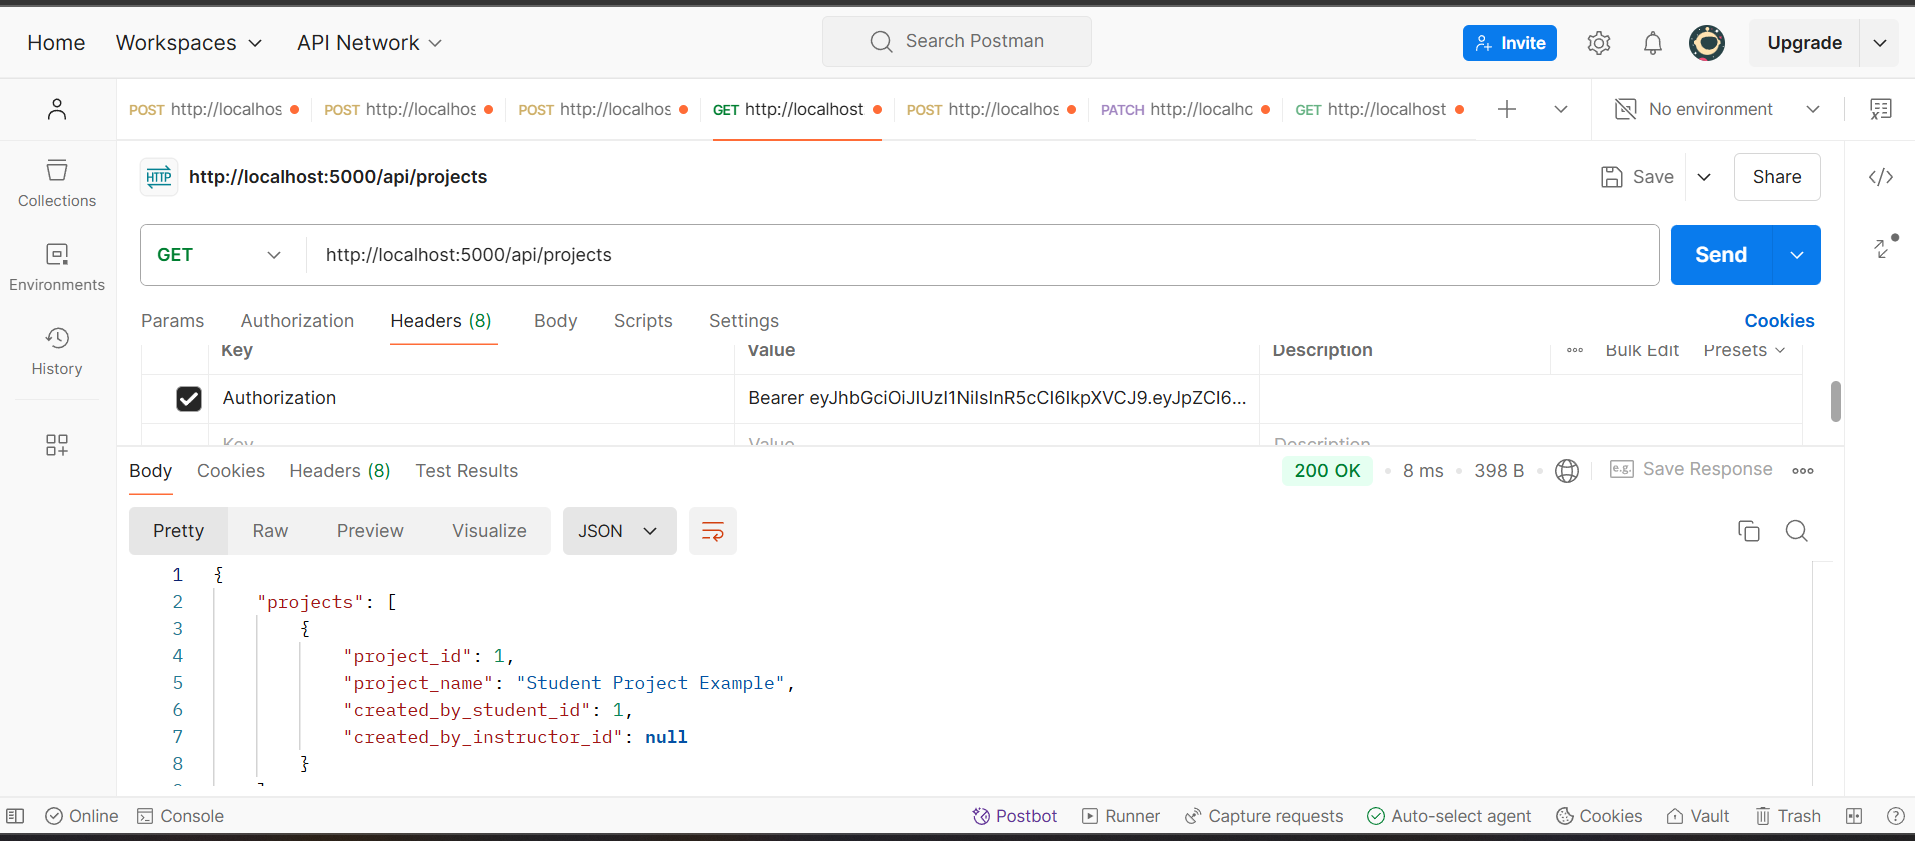 Home Workspaces API Network Search Postman Invite Upgrade
POST http://localhos POST http://localhos POST http://localhos GET http://localhost POST http://localhos PATCH http://localhc GET http://localhost No environment
HTTP http://localhost:5000/api/projects Save Share
Collections
GET http://localhost:5000/api/projects Send
Environments
Params Authorization Headers (8) Body Scripts Settings Cookies
Key Value Description Bulk Edit Presets
History
Authorization Bearer eyJhbGciOiJIUzI1NiIsInR5cCI6IkpXVCJ9.eyJpZCI6...
Key Value Description
Body Cookies Headers (8) Test Results 200 OK 8 ms 398 B e.g. Save Response
Pretty Raw Preview Visualize JSON
1 {
2 "projects": [
3 {
4 "project_id": 1,
5 "project_name": "Student Project Example",
6 "created_by_student_id": 1,
7 "created_by_instructor_id": null
8 }
Online Console Postbot Runner Capture requests Auto-select agent Cookies Vault Trash